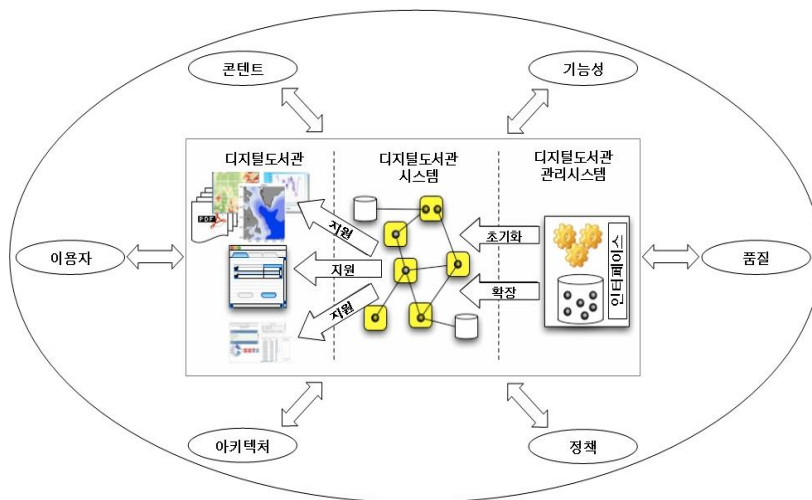 콘텐트
기능성
디지털도서관
디지털도서관
시스템
디지털도서관
관리시스템
PDF
지원
초기화
이용자
지원
인터페이스
품질
확장
지원
아키텍처
정책